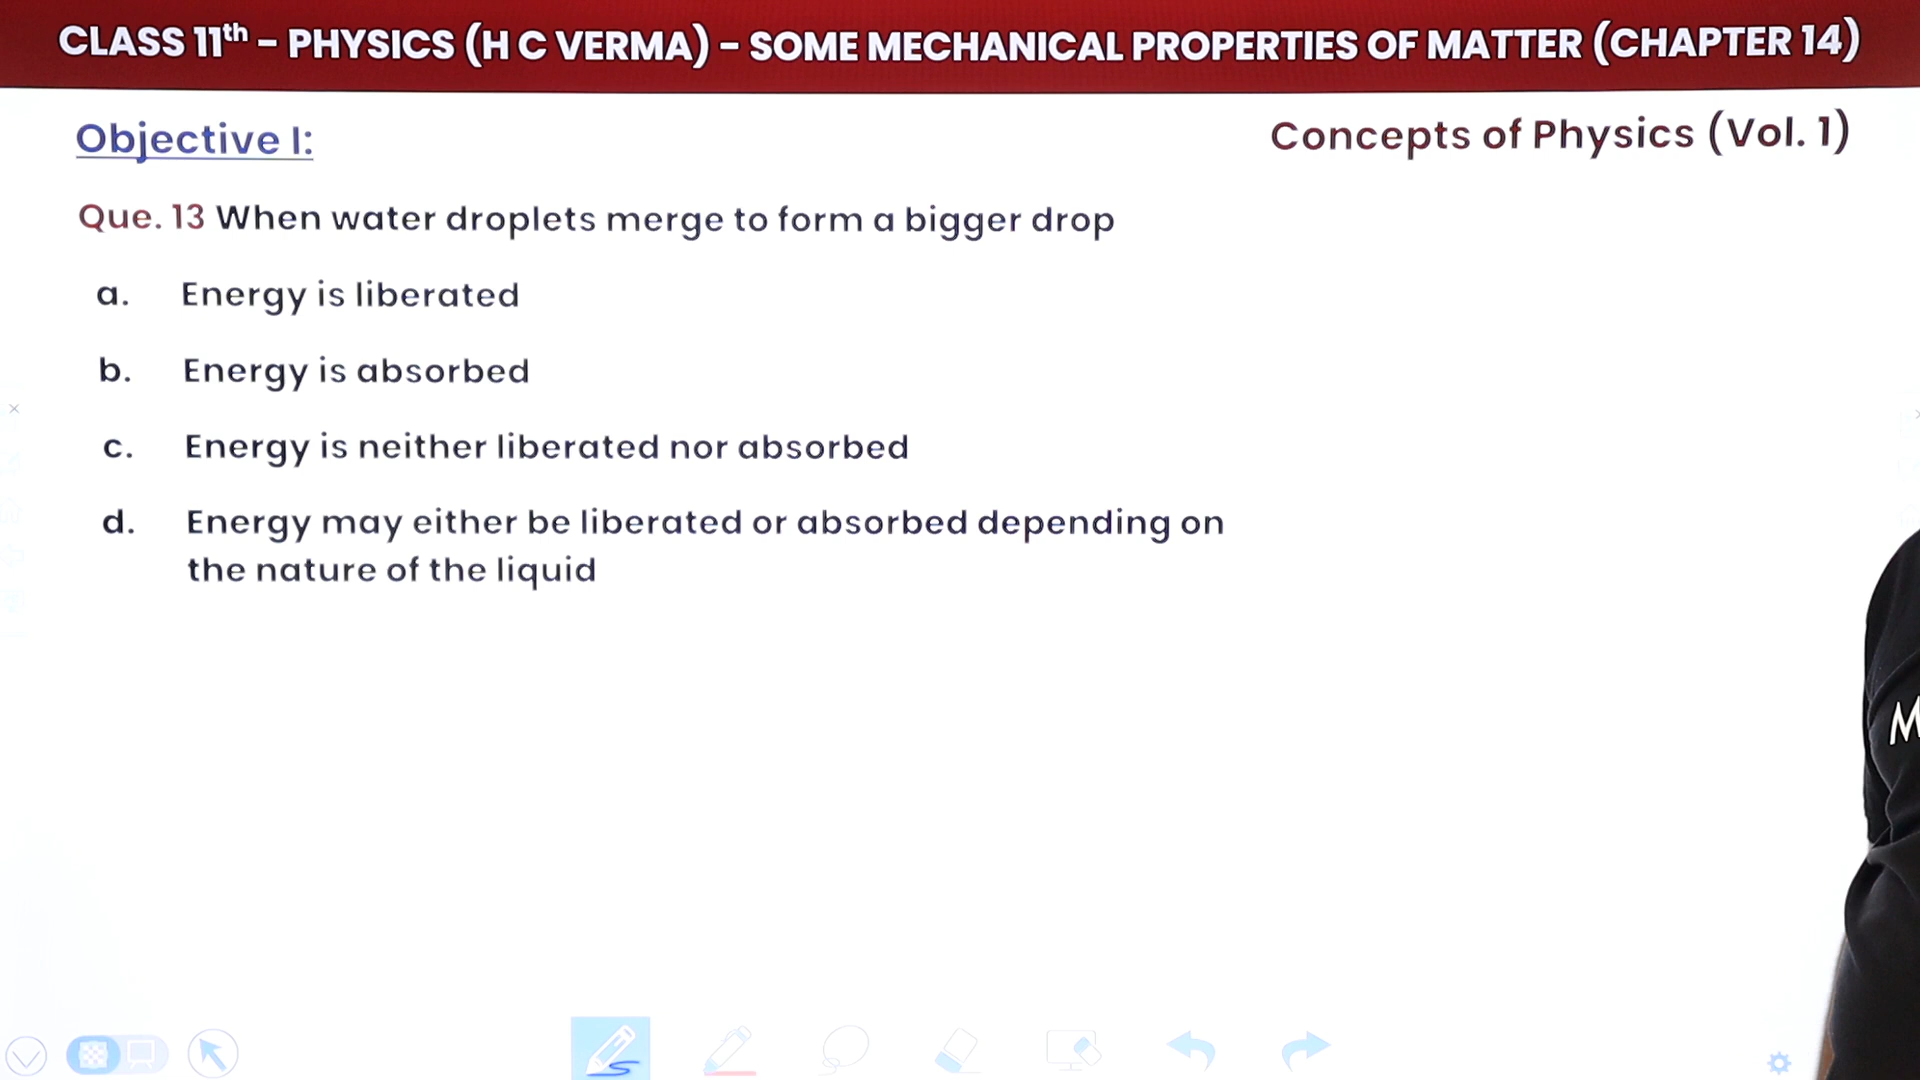 CLASS 11th - PHYSICS (H C VERMA) - SOME MECHANICAL PROPERTIES OF MATTER (CHAPTER 14)
Objective I:
Concepts of Physics (Vol. 1)
Que. 13 When water droplets merge to form a bigger drop
a. Energy is liberated
b. Energy is absorbed
c. Energy is neither liberated nor absorbed
d. Energy may either be liberated or absorbed depending on
the nature of the liquid
M